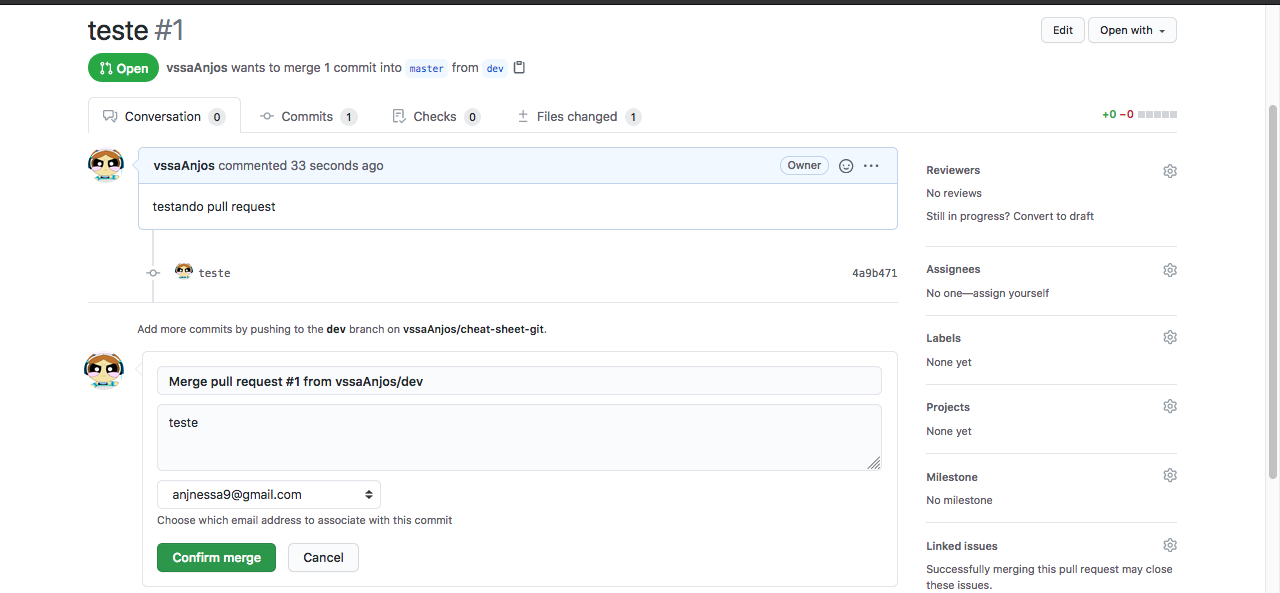 teste #1
Edit
Open with
Open
vssaAnjos wants to merge 1 commit into master from dev
Conversation 0
Commits 1
Checks 0
Files changed 1
+0 −0
vssaAnjos commented 33 seconds ago
Owner
testando pull request
teste
4a9b471
Add more commits by pushing to the dev branch on vssaAnjos/cheat-sheet-git.
Merge pull request #1 from vssaAnjos/dev
teste
anjnessa9@gmail.com
Choose which email address to associate with this commit
Confirm merge
Cancel
Reviewers
No reviews
Still in progress? Convert to draft
Assignees
No one—assign yourself
Labels
None yet
Projects
None yet
Milestone
No milestone
Linked issues
Successfully merging this pull request may close
these issues.